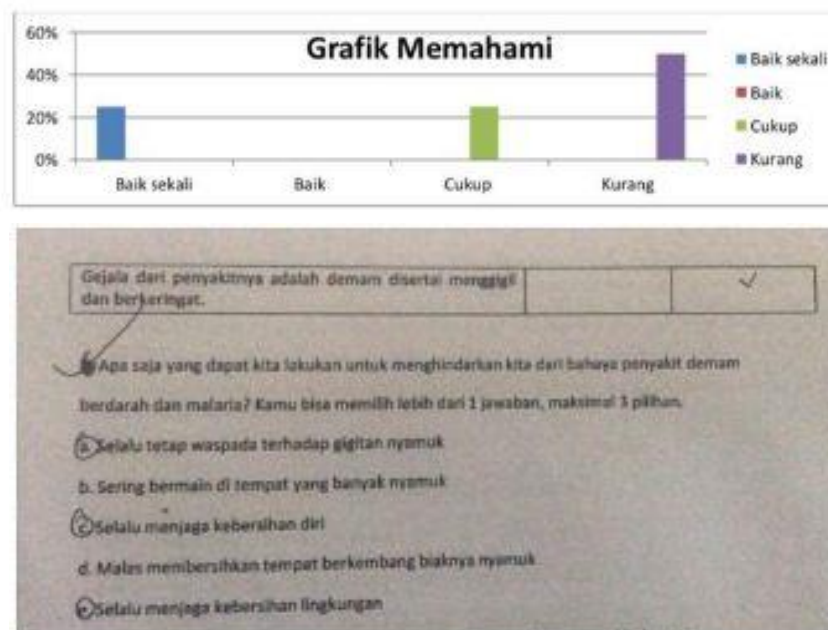 Grafik Memahami
60%
40%
20%
0%
Baik sekali
Baik
Cukup
Kurang
Baik sekali
Baik
Cukup
Kurang
Gejala dari penyakitnya adalah demam disertai menggigil
dan berkeringat.
Apa saja yang dapat kita lakukan untuk menghindarkan kita dari bahaya penyakit demam
berdarah dan malaria? Kamu bisa memilih lebih dari 1 jawaban, maksimal 3 pilihan.
a. Selalu tetap waspada terhadap gigitan nyamuk
b. Sering bermain di tempat yang banyak nyamuk
c. Selalu menjaga kebersihan diri
d. Malas membersihkan tempat berkembang biaknya nyamuk
e. Selalu menjaga kebersihan lingkungan